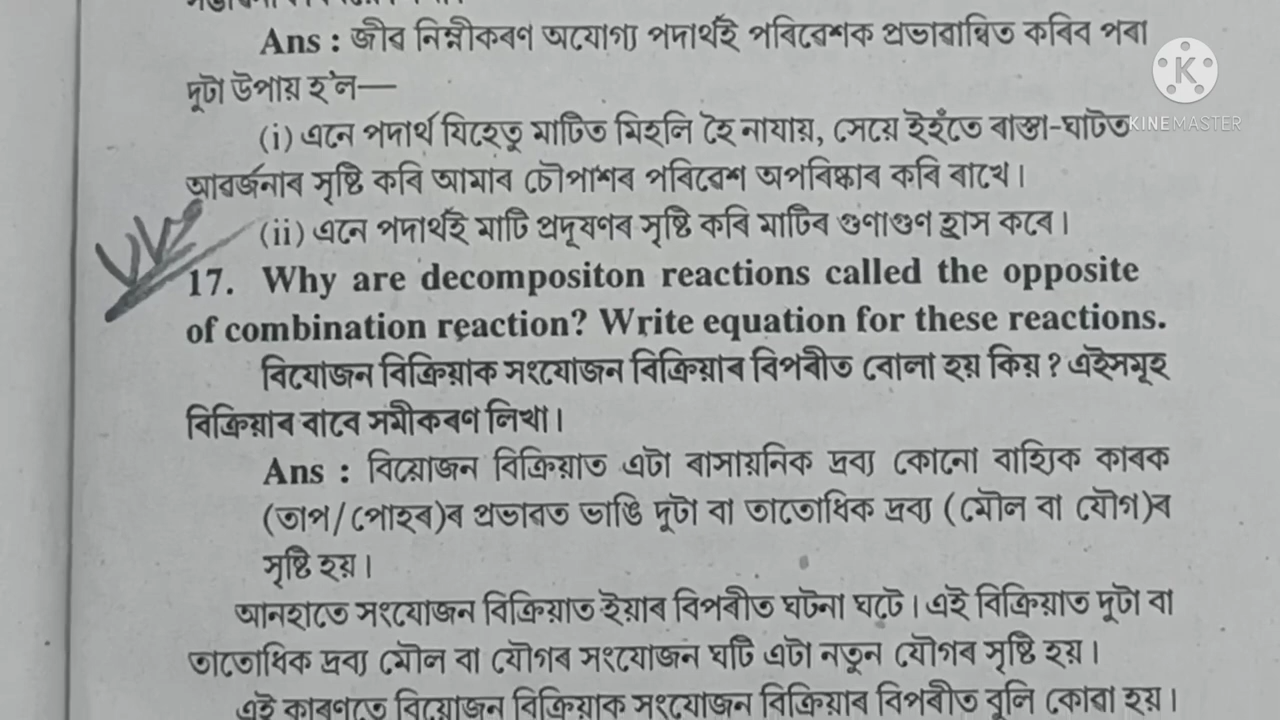 Ans : জীৱ নিম্নীকৰণ অযোগ্য পদাৰ্থই পৰিৱেশক প্ৰভাৱান্বিত কৰিব পৰা
দুটা উপায় হ'ল—
(i) এনে পদাৰ্থ যিহেতু মাটিত মিহলি হৈ নাযায়, সেয়ে ইহঁতে ৰাস্তা-ঘাটত
KINEMASTER
আৱৰ্জনাৰ সৃষ্টি কৰি আমাৰ চৌপাশৰ পৰিৱেশ অপৰিষ্কাৰ কৰি ৰাখে।
(ii) এনে পদাৰ্থই মাটি প্ৰদূষণৰ সৃষ্টি কৰি মাটিৰ গুণাগুণ হ্ৰাস কৰে।
17. Why are decompositon reactions called the opposite
of combination reaction? Write equation for these reactions.
বিযোজন বিক্ৰিয়াক সংযোজন বিক্ৰিয়াৰ বিপৰীত বোলা হয় কিয় ? এইসমূহ
বিক্ৰিয়াৰ বাবে সমীকৰণ লিখা।
Ans : বিয়োজন বিক্ৰিয়াত এটা ৰাসায়নিক দ্ৰব্য কোনো বাহ্যিক কাৰক
(তাপ/পোহৰ)ৰ প্ৰভাৱত ভাঙি দুটা বা তাতোধিক দ্ৰব্য (মৌল বা যৌগ)ৰ
সৃষ্টি হয়।
আনহাতে সংযোজন বিক্ৰিয়াত ইয়াৰ বিপৰীত ঘটনা ঘটে। এই বিক্ৰিয়াত দুটা বা
তাতোধিক দ্ৰব্য মৌল বা যৌগৰ সংযোজন ঘটি এটা নতুন যৌগৰ সৃষ্টি হয়।
এই কাৰণতে বিয়োজন বিক্ৰিয়াক সংযোজন বিক্ৰিয়াৰ বিপৰীত বুলি কোৱা হয়।